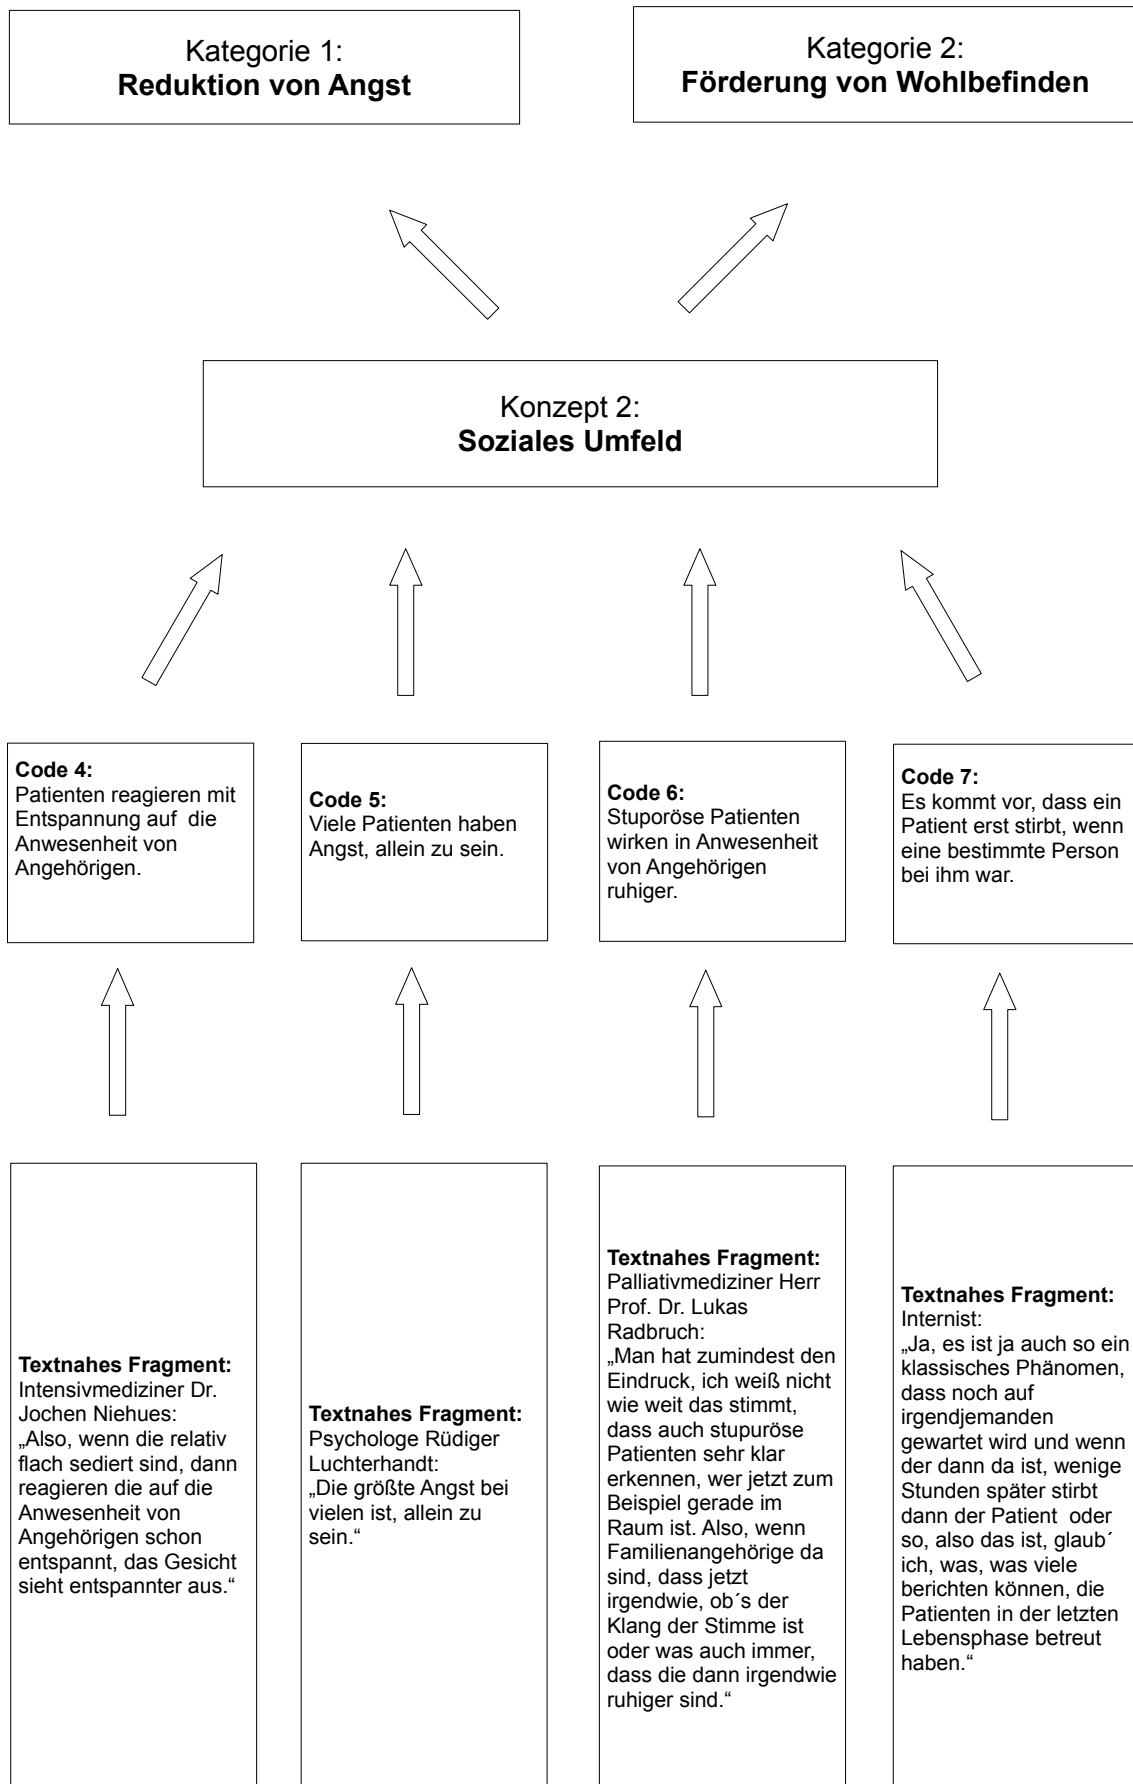 Kategorie 1:
Reduktion von Angst
Kategorie 2:
Förderung von Wohlbefinden
Konzept 2:
Soziales Umfeld
Code 4:
Patienten reagieren mit
Entspannung auf  die
Anwesenheit von
Angehörigen.
Code 5:
Viele Patienten haben
Angst, allein zu sein.
Code 6:
Stuporöse Patienten
wirken in Anwesenheit
von Angehörigen
ruhiger.
Code 7:
Es kommt vor, dass ein
Patient erst stirbt, wenn
eine bestimmte Person
bei ihm war.
Textnahes Fragment:
Intensivmediziner Dr.
Jochen Niehues:
„Also, wenn die relativ
flach sediert sind, dann
reagieren die auf die
Anwesenheit von
Angehörigen schon
entspannt, das Gesicht
sieht entspannter aus.“
Textnahes Fragment:
Psychologe Rüdiger
Luchterhandt:
„Die größte Angst bei
vielen ist, allein zu
sein.“
Textnahes Fragment:
Palliativmediziner Herr
Prof. Dr. Lukas
Radbruch:
„Man hat zumindest den
Eindruck, ich weiß nicht
wie weit das stimmt,
dass auch stupuröse
Patienten sehr klar
erkennen, wer jetzt zum
Beispiel gerade im
Raum ist. Also, wenn
Familienangehörige da
sind, dass jetzt
irgendwie, ob´s der
Klang der Stimme ist
oder was auch immer,
dass die dann irgendwie
ruhiger sind.“
Textnahes Fragment:
Internist:
„Ja, es ist ja auch so ein
klassisches Phänomen,
dass noch auf
irgendjemanden
gewartet wird und wenn
der dann da ist, wenige
Stunden später stirbt
dann der Patient  oder
so, also das ist, glaub´
ich, was, was viele
berichten können, die
Patienten in der letzten
Lebensphase betreut
haben.“